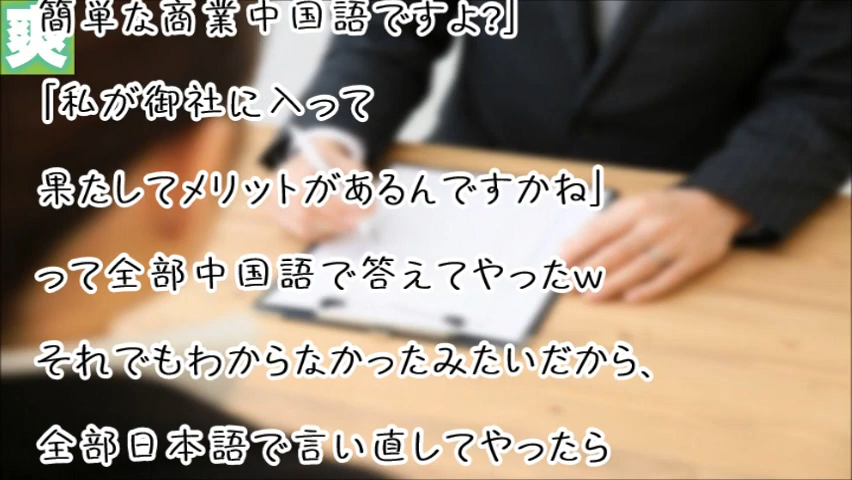 爽
簡単な商業中国語ですよ?」
「私が御社に入って
果たしてメリットがあるんですかね」
って全部中国語で答えてやったw
それでもわからなかったみたいだから、
全部日本語で言い直してやったら